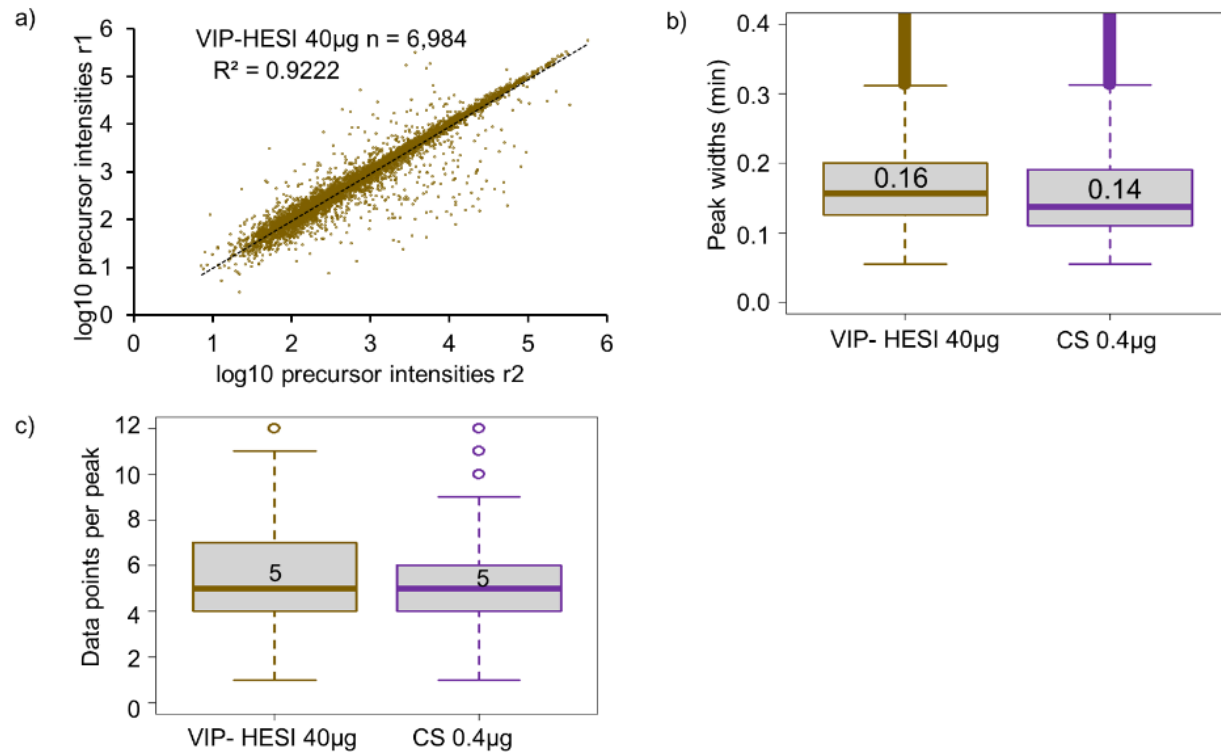 a)
VIP-HESI 40µg n = 6,984
R² = 0.9222
log10 precursor intensities r1
6
5
4
3
2
1
0
0 1 2 3 4 5 6
log10 precursor intensities r2
b)
Peak widths (min)
0.4
0.3
0.2
0.1
0.0
0.16
0.14
VIP- HESI 40µg CS 0.4µg
c)
Data points per peak
12
10
8
6
4
2
0
5
5
VIP- HESI 40µg CS 0.4µg